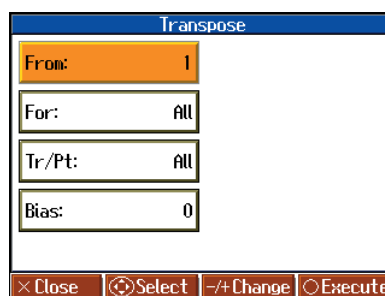 Transpose
From: 1
For: All
Tr/Pt: All
Bias: 0
× Close Select -/+ Change ○ Execute